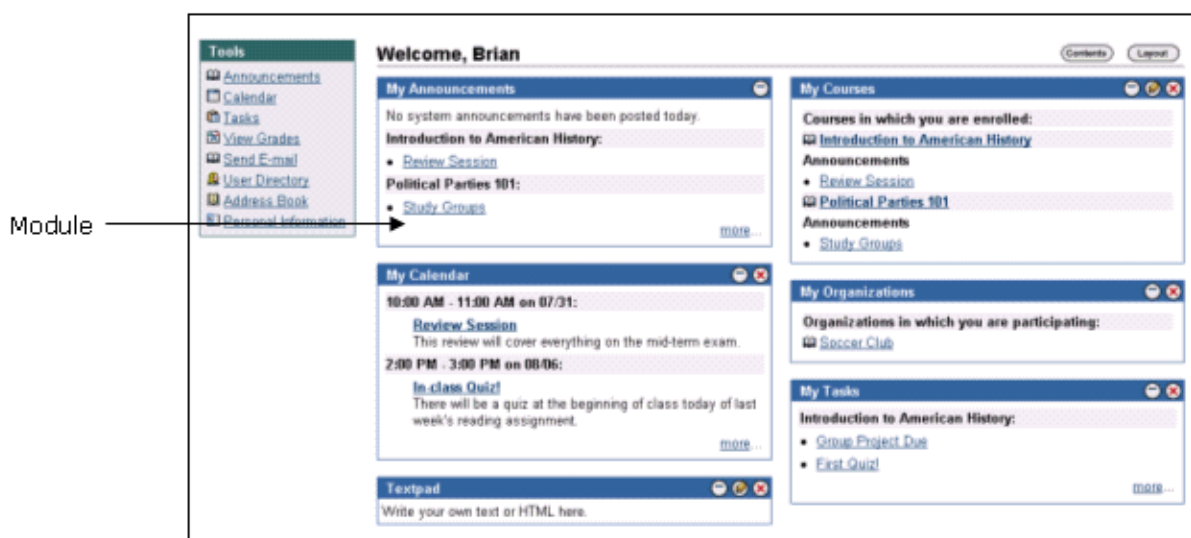 Module
Tools
Announcements
Calendar
Tasks
View Grades
Send E-mail
User Directory
Address Book
Personal Information
Welcome, Brian
Contents
Layout
My Announcements
No system announcements have been posted today.
Introduction to American History:
• Review Session
Political Parties 101:
• Study Groups
more...
My Calendar
10:00 AM - 11:00 AM on 07/31:
Review Session
This review will cover everything on the mid-term exam.
2:00 PM - 3:00 PM on 08/06:
In-class Quiz!
There will be a quiz at the beginning of class today of last
week's reading assignment.
more...
Textpad
Write your own text or HTML here.
My Courses
Courses in which you are enrolled:
Introduction to American History
Announcements
• Review Session
Political Parties 101
Announcements
• Study Groups
My Organizations
Organizations in which you are participating:
Soccer Club
My Tasks
Introduction to American History:
• Group Project Due
• First Quiz!
more...